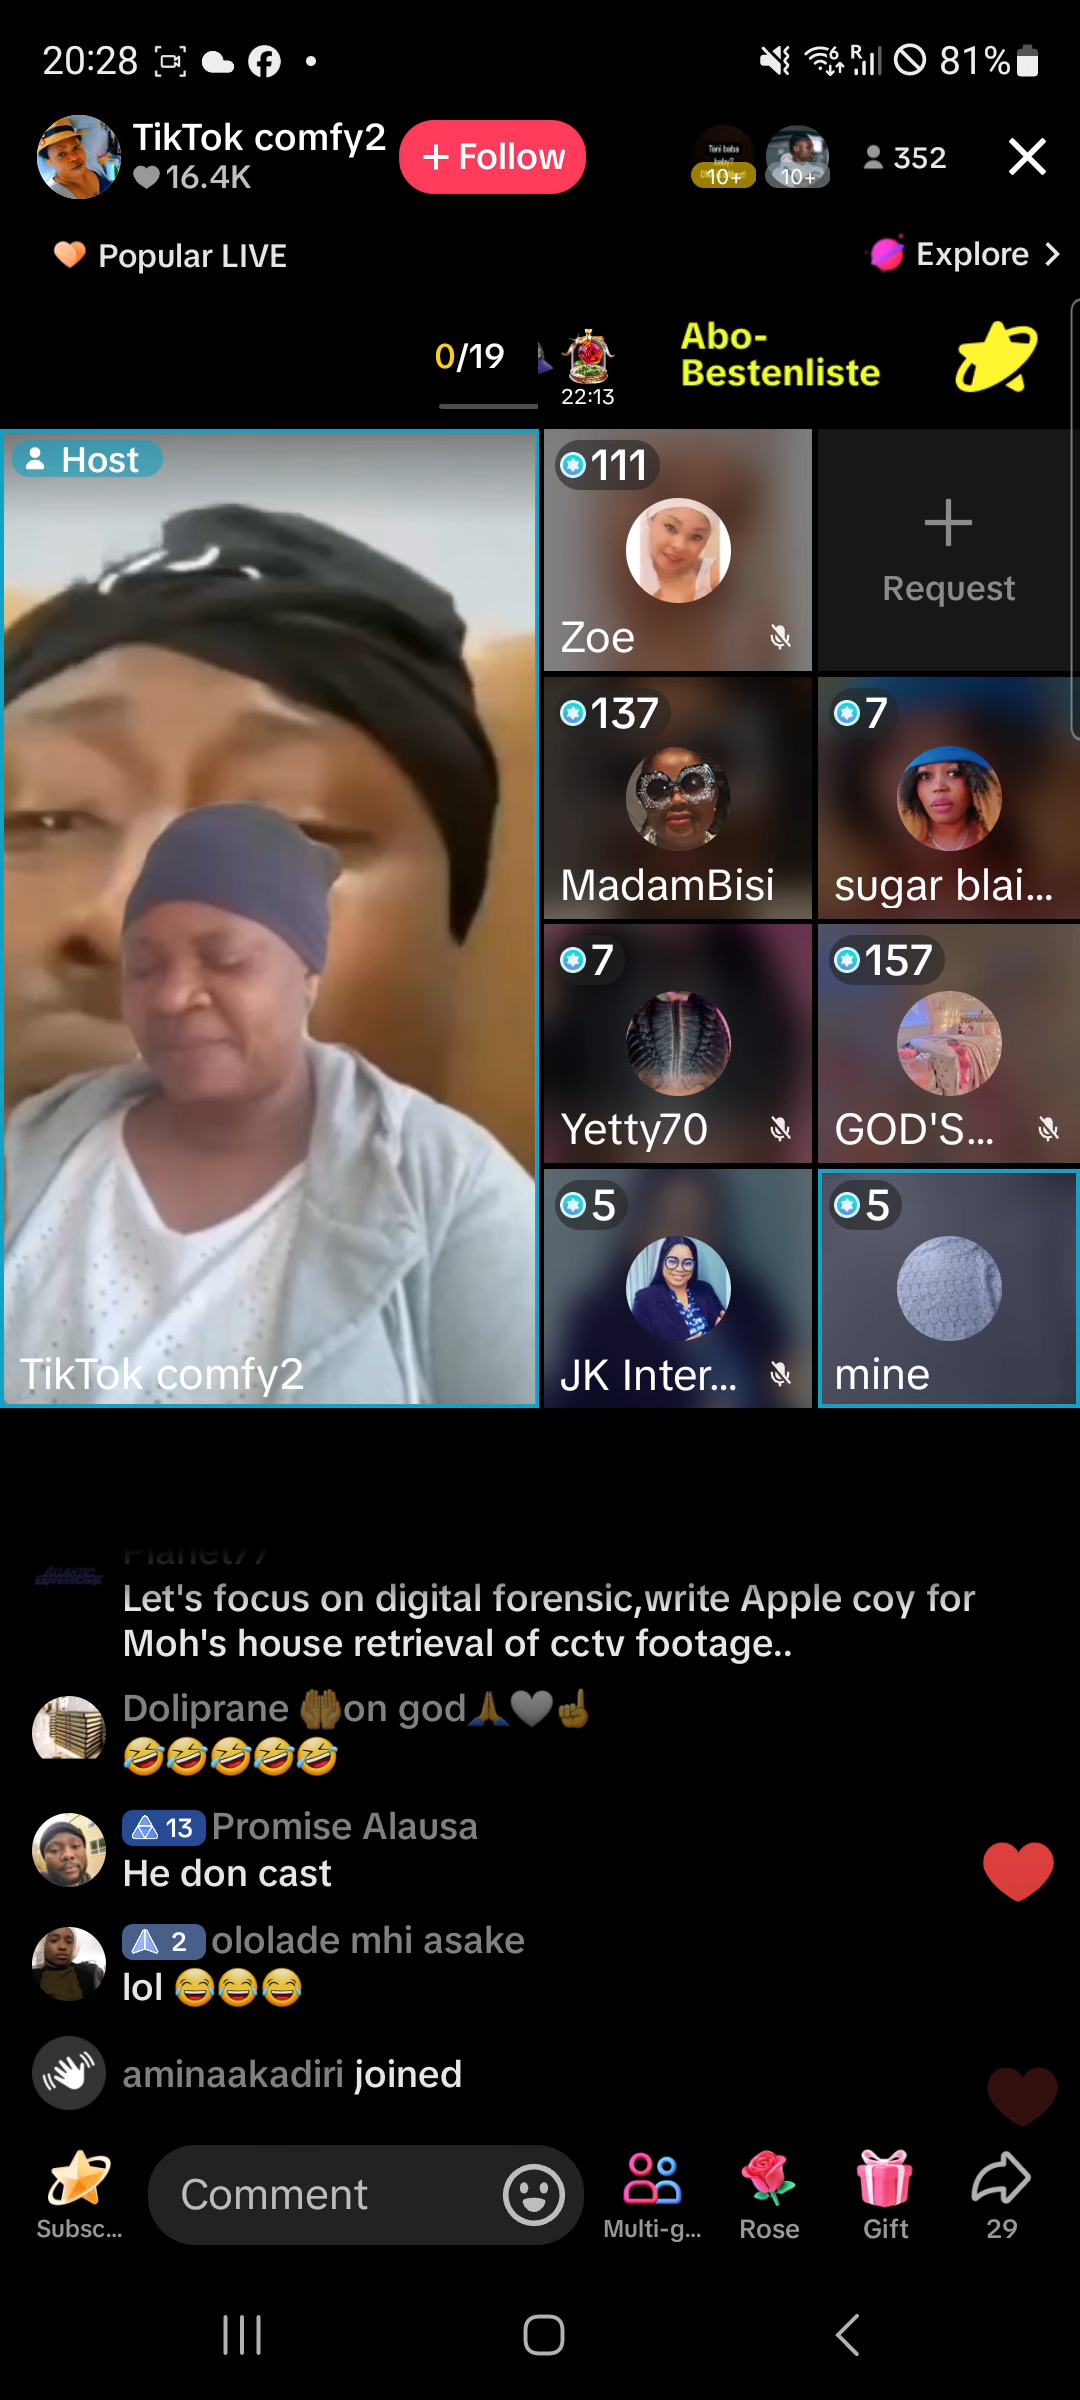 20:28
R
81%
TikTok comfy2
16.4K
+ Follow
Tani baba
10+
10+
352
Popular LIVE
Explore >
0/19
22:13
Abo-
Bestenliste
Host
TikTok comfy2
111
Zoe
Request
137
MadamBisi
7
sugar blai...
7
Yetty70
157
GOD'S...
5
JK Inter...
5
mine
Planet77
Let's focus on digital forensic,write Apple coy for
Moh's house retrieval of cctv footage..
Doliprane 🤲on god🙏🤍☝
🤣🤣🤣🤣🤣
13 Promise Alausa
He don cast
2 ololade mhi asake
lol 😂😂😂
aminaakadiri joined
Subsc...
Comment
Multi-g...
Rose
Gift
29